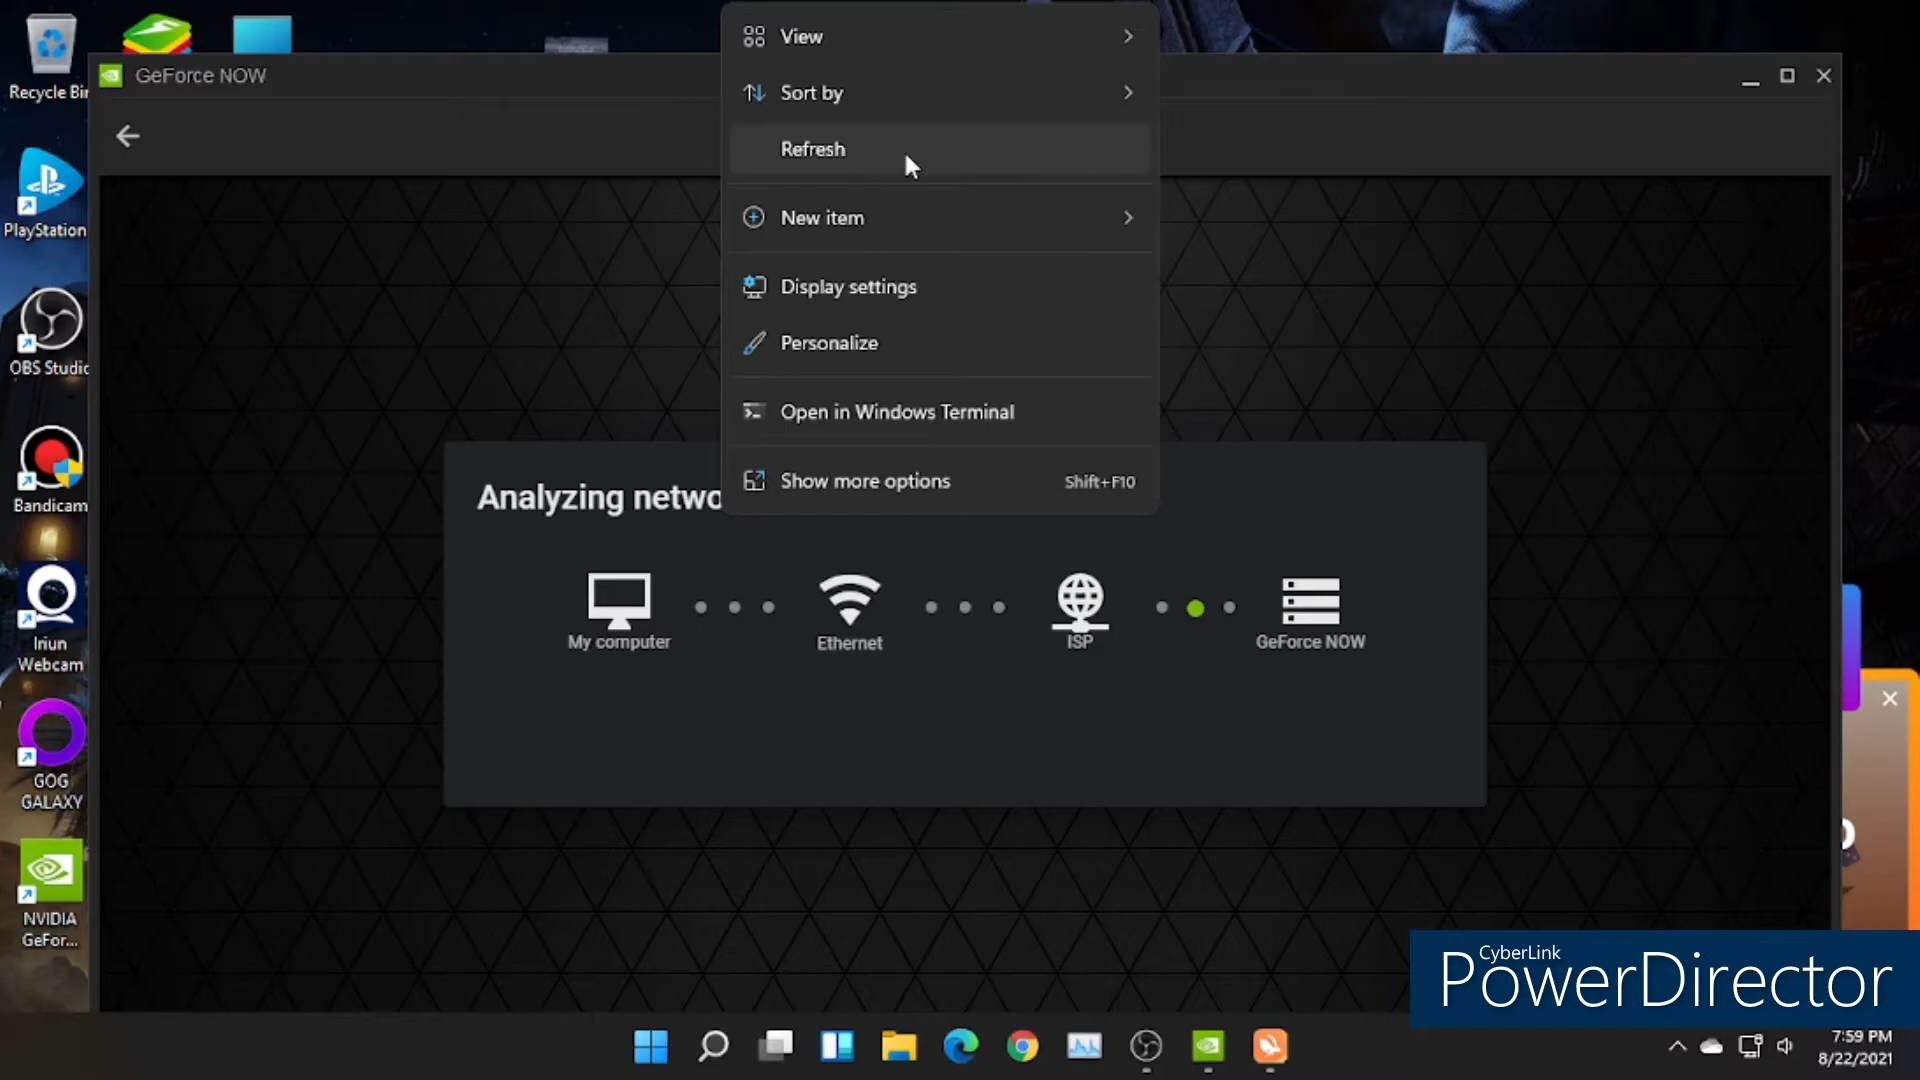 Recycle Bin
PlayStation
OBS Studio
Bandicam
Iriun
Webcam
GOG
GALAXY
NVIDIA
GeFor...
GeForce NOW
View
Sort by
Refresh
New item
Display settings
Personalize
Open in Windows Terminal
Show more options Shift+F10
Analyzing netwo
My computer
Ethernet
ISP
GeForce NOW
CyberLink
PowerDirector
7:59 PM
8/22/2021